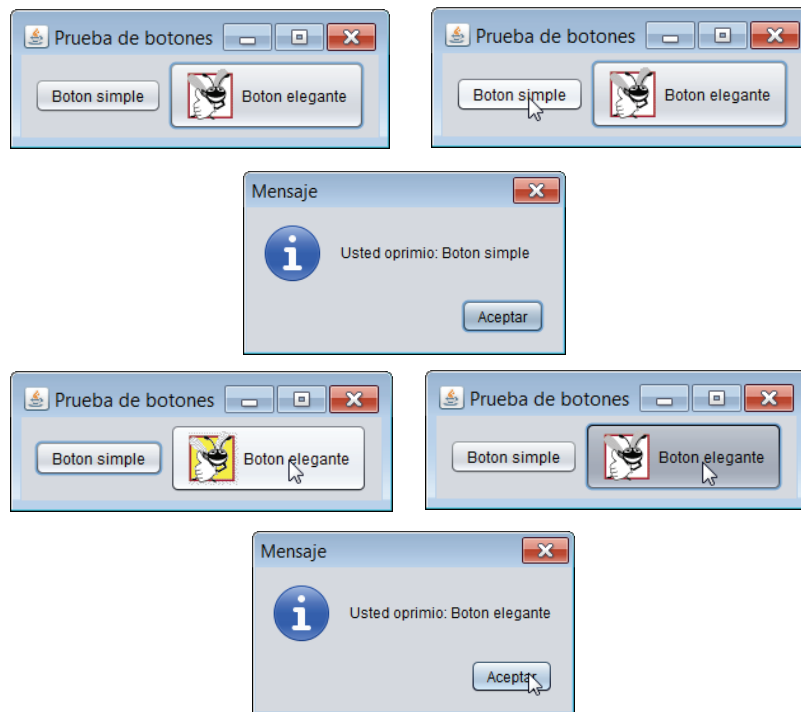 Prueba de botones
Boton simple
Boton elegante
Prueba de botones
Boton simple
Boton elegante
Mensaje
Usted oprimio: Boton simple
Aceptar
Prueba de botones
Boton simple
Boton elegante
Prueba de botones
Boton simple
Boton elegante
Mensaje
Usted oprimio: Boton elegante
Aceptar